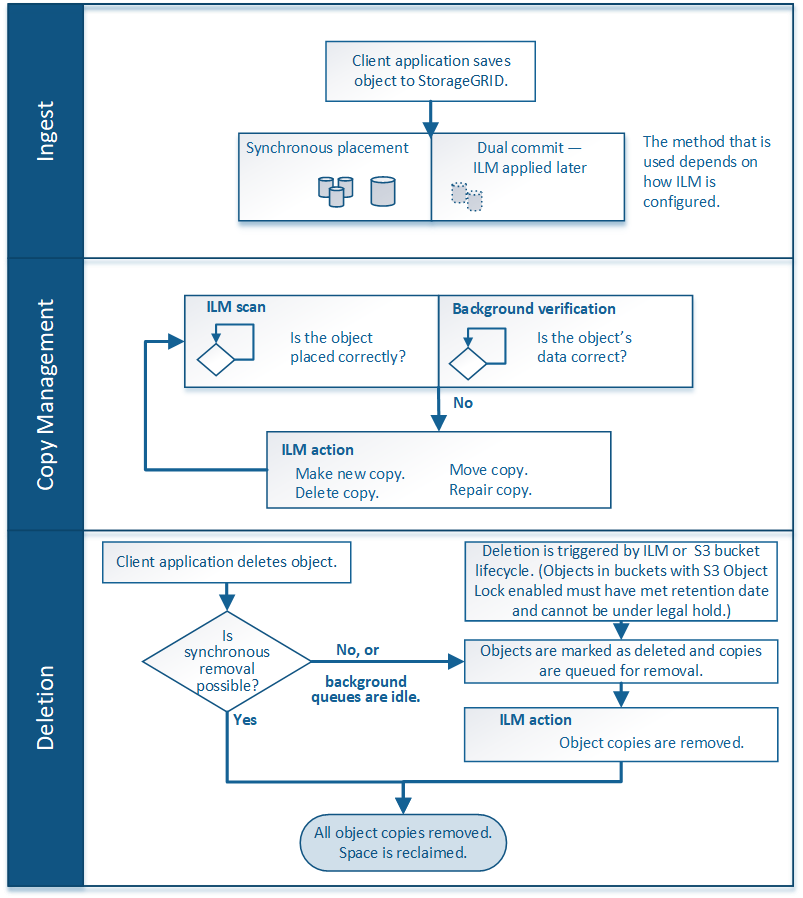 Ingest
Client application saves
object to StorageGRID.
Synchronous placement
Dual commit —
ILM applied later
The method that is
used depends on
how ILM is
configured.
Copy Management
ILM scan
Is the object
placed correctly?
Background verification
Is the object’s
data correct?
No
ILM action
Make new copy.
Delete copy.
Move copy.
Repair copy.
Deletion
Client application deletes object.
Is
synchronous
removal
possible?
No, or
background
queues are idle.
Yes
Deletion is triggered by ILM or S3 bucket
lifecycle. (Objects in buckets with S3 Object
Lock enabled must have met retention date
and cannot be under legal hold.)
Objects are marked as deleted and copies
are queued for removal.
ILM action
Object copies are removed.
All object copies removed.
Space is reclaimed.